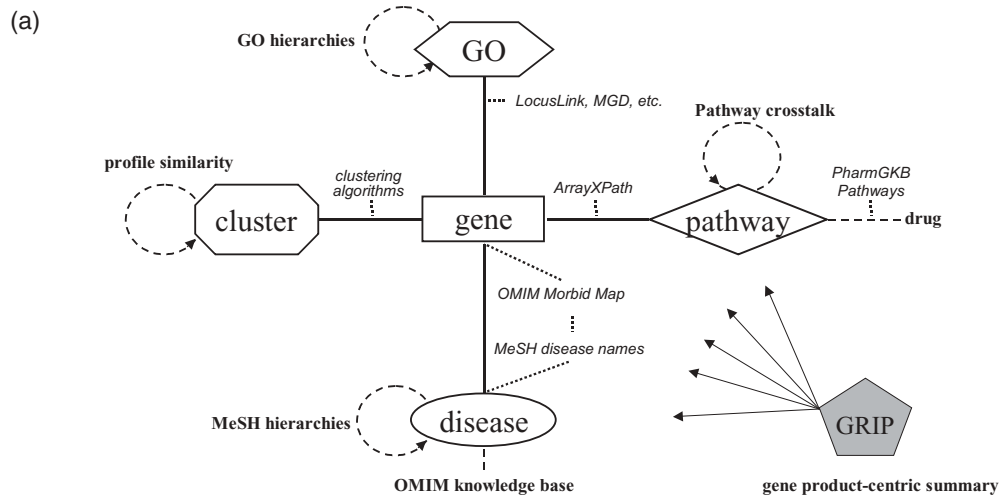 (a)
GO hierarchies
GO
LocusLink, MGD, etc.
Pathway crosstalk
profile similarity
clustering
algorithms
ArrayXPath
PharmGKB
Pathways
cluster
gene
pathway
drug
OMIM Morbid Map
MeSH disease names
MeSH hierarchies
disease
GRIP
OMIM knowledge base
gene product-centric summary